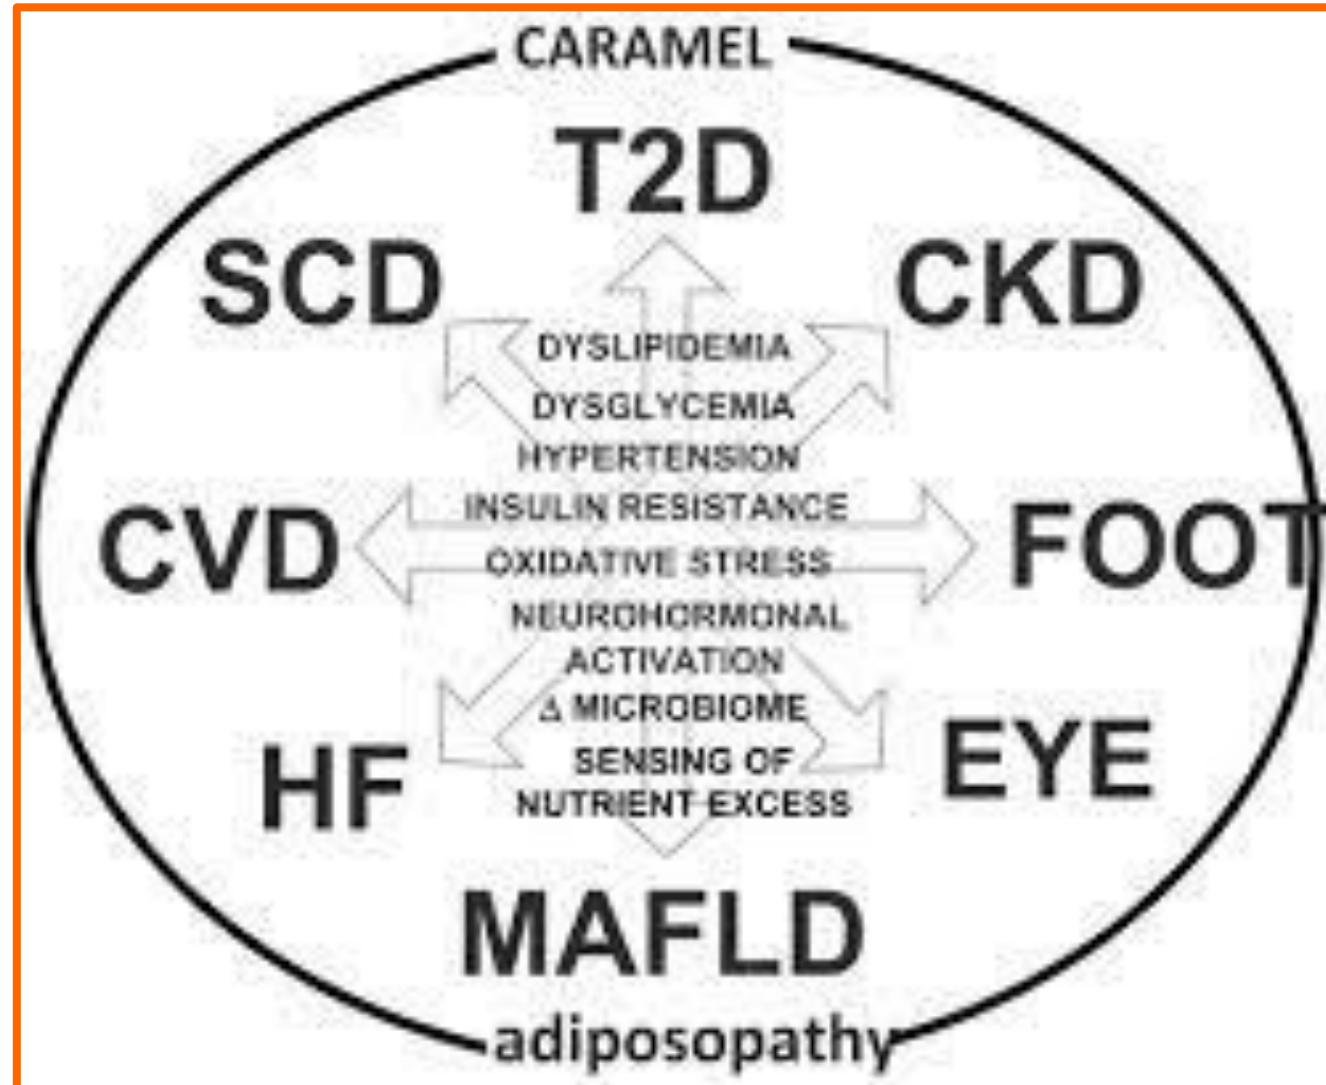 CARAMEL
T2D
SCD
CKD
DYSLIPIDEMIA
DYSGLYCEMIA
HYPERTENSION
INSULIN RESISTANCE
CVD
FOOT
OXIDATIVE STRESS
NEUROHORMONAL
ACTIVATION
Δ MICROBIOME
SENSING OF
NUTRIENT EXCESS
HF
EYE
MAFLD
adiposopathy